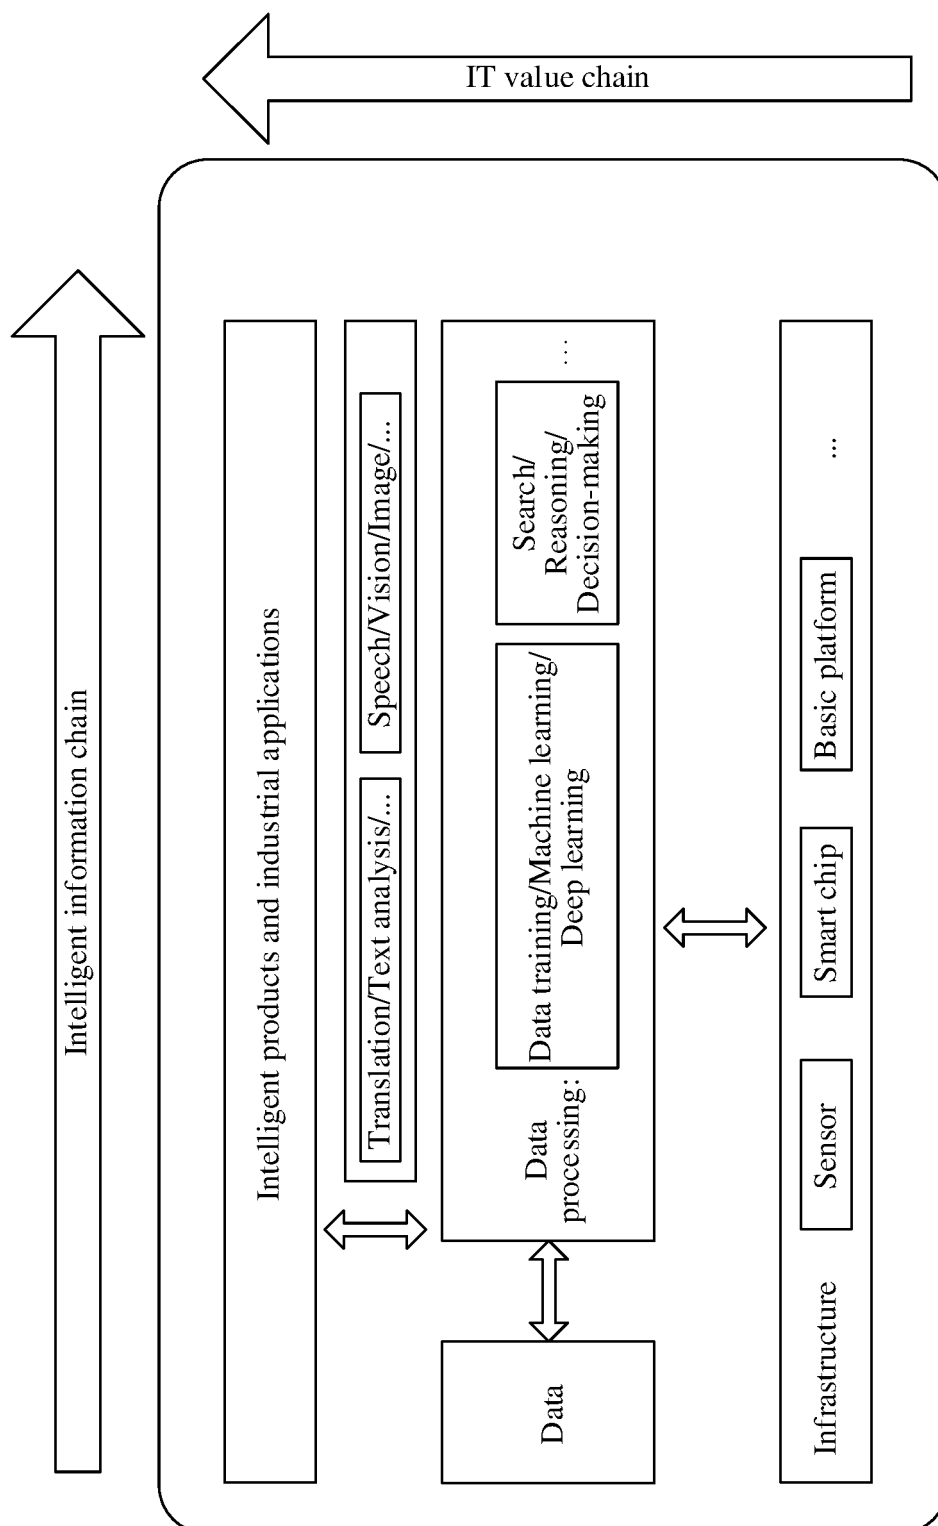 Intelligent information chain
IT value chain
Intelligent products and industrial applications
Translation/Text analysis/...
Speech/Vision/Image/...
Data
Data
processing:
Data training/Machine learning/
Deep learning
Search/
Reasoning/
Decision-making
...
Infrastructure
Sensor
Smart chip
Basic platform
...